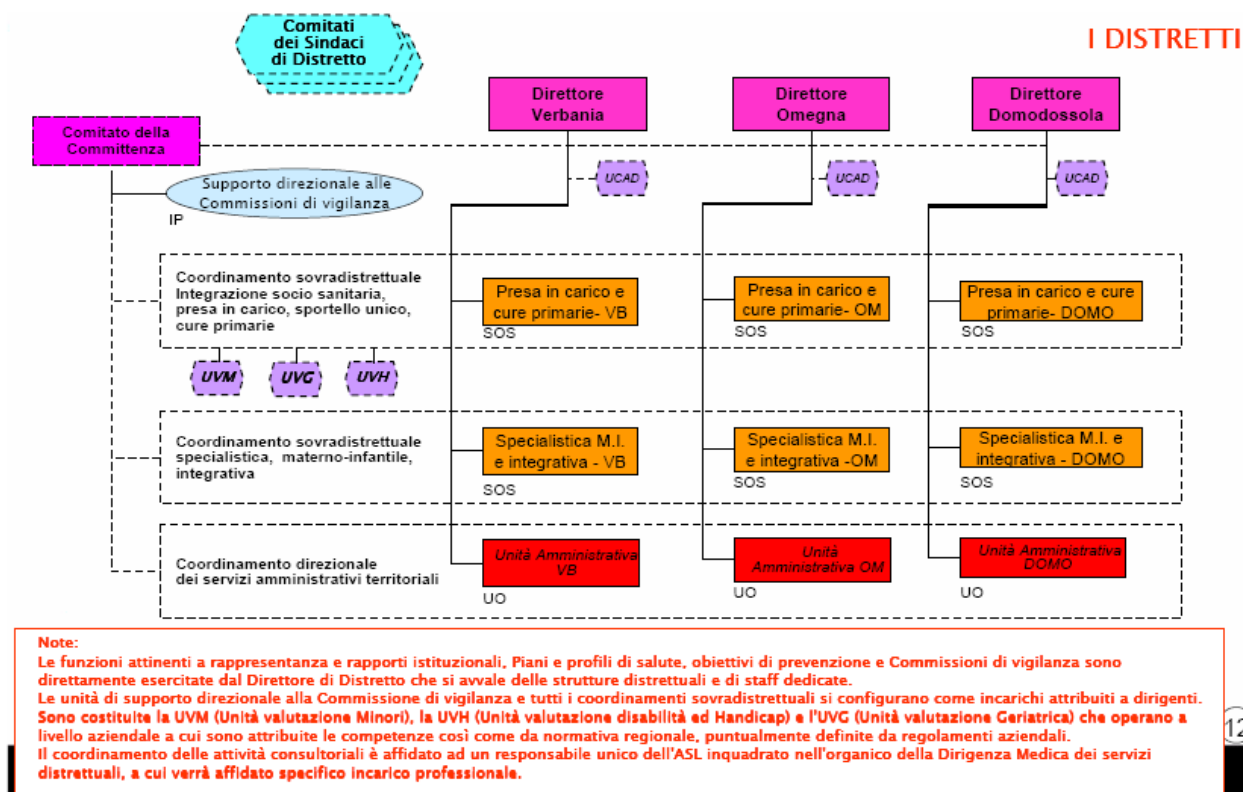 Comitati
dei Sindaci
di Distretto
I DISTRETTI
Direttore
Verbania
Direttore
Omegna
Direttore
Domodossola
Comitato della
Committenza
UCAD
UCAD
UCAD
Supporto direzionale alle
Commissioni di vigilanza
IP
Coordinamento sovradistrettuale
Integrazione socio sanitaria,
presa in carico, sportello unico,
cure primarie
Presa in carico e
cure primarie- VB
SOS
Presa in carico e
cure primarie- OM
SOS
Presa in carico e cure
primarie- DOMO
SOS
UVM
UVG
UVH
Coordinamento sovradistrettuale
specialistica, materno-infantile,
integrativa
Specialistica M.I.
e integrativa - VB
SOS
Specialistica M.I.
e integrativa -OM
SOS
Specialistica M.I. e
integrativa - DOMO
SOS
Coordinamento direzionale
dei servizi amministrativi territoriali
Unità Amministrativa
VB
UO
Unità
Amministrativa OM
UO
Unità Amministrativa
DOMO
UO
Note:
Le funzioni attinenti a rappresentanza e rapporti istituzionali, Piani e profili di salute, obiettivi di prevenzione e Commissioni di vigilanza sono
direttamente esercitate dal Direttore di Distretto che si avvale delle strutture distrettuali e di staff dedicate.
Le unità di supporto direzionale alla Commissione di vigilanza e tutti i coordinamenti sovradistrettuali si configurano come incarichi attribuiti a dirigenti.
Sono costituite la UVM (Unità valutazione Minori), la UVH (Unità valutazione disabilità ed Handicap) e l'UVG (Unità valutazione Geriatrica) che operano a
livello aziendale a cui sono attribuite le competenze così come da normativa regionale, puntualmente definite da regolamenti aziendali.
Il coordinamento delle attività consultoriali è affidato ad un responsabile unico dell'ASL inquadrato nell'organico della Dirigenza Medica dei servizi
distrettuali, a cui verrà affidato specifico incarico professionale.
12